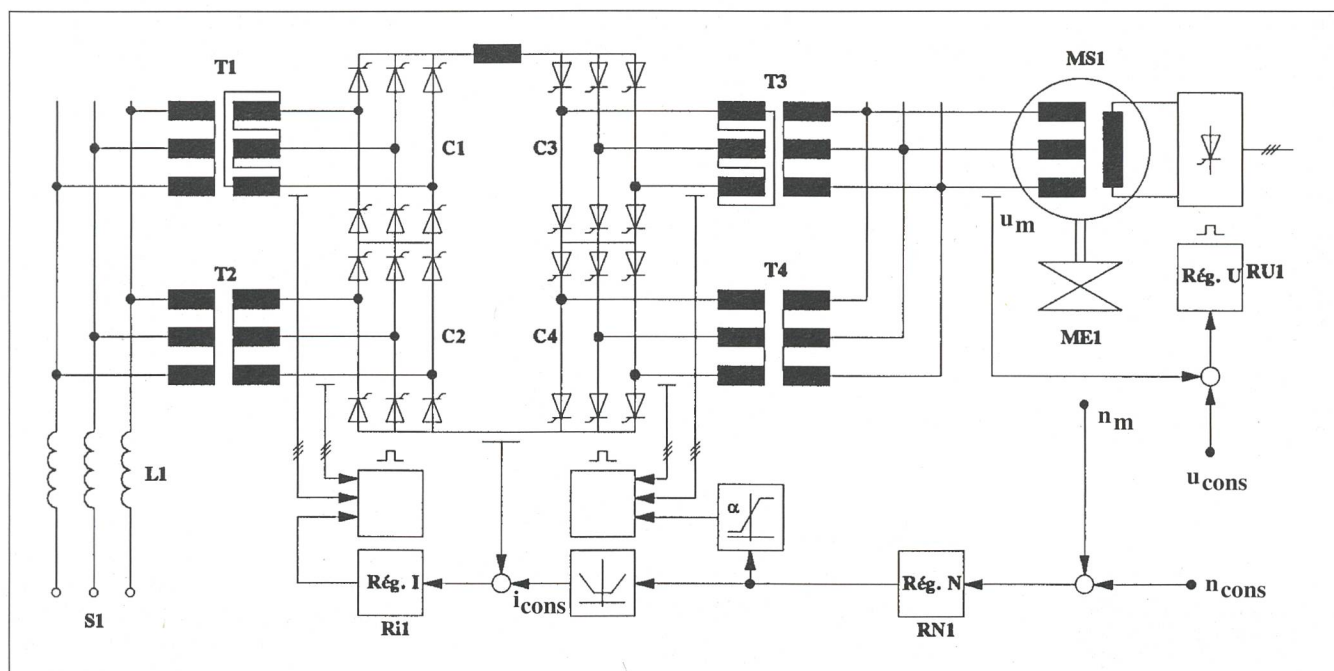 T1
T3
MS1
C1
C3
u_m
T2
T4
Rég. U
RU1
C2
C4
ME1
n_m
L1
u_cons
α
Rég. I
i_cons
Rég. N
n_cons
S1
Ri1
RN1